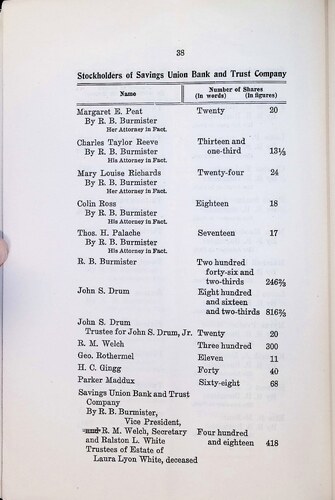 38
Stockholders of Savings Union Bank and Trust Company
Name Number of Shares
(In words) (In figures)
Margaret E. Peat Twenty 20
By R. B. Burmister
Her Attorney in Fact.
Charles Taylor Reeve Thirteen and
By R. B. Burmister one-third 13⅓
His Attorney in Fact.
Mary Louise Richards Twenty-four 24
By R. B. Burmister
Her Attorney in Fact.
Colin Ross Eighteen 18
By R. B. Burmister
His Attorney in Fact.
Thos. H. Palache Seventeen 17
By R. B. Burmister
His Attorney in Fact.
R. B. Burmister Two hundred
forty-six and
two-thirds 246⅔
John S. Drum Eight hundred
and sixteen
and two-thirds 816⅔
John S. Drum
Trustee for John S. Drum, Jr. Twenty 20
R. M. Welch Three hundred 300
Geo. Rothermel Eleven 11
H. C. Gingg Forty 40
Parker Maddux Sixty-eight 68
Savings Union Bank and Trust
Company
By R. B. Burmister,
Vice President,
and R. M. Welch, Secretary Four hundred
and Ralston L. White and eighteen 418
Trustees of Estate of
Laura Lyon White, deceased